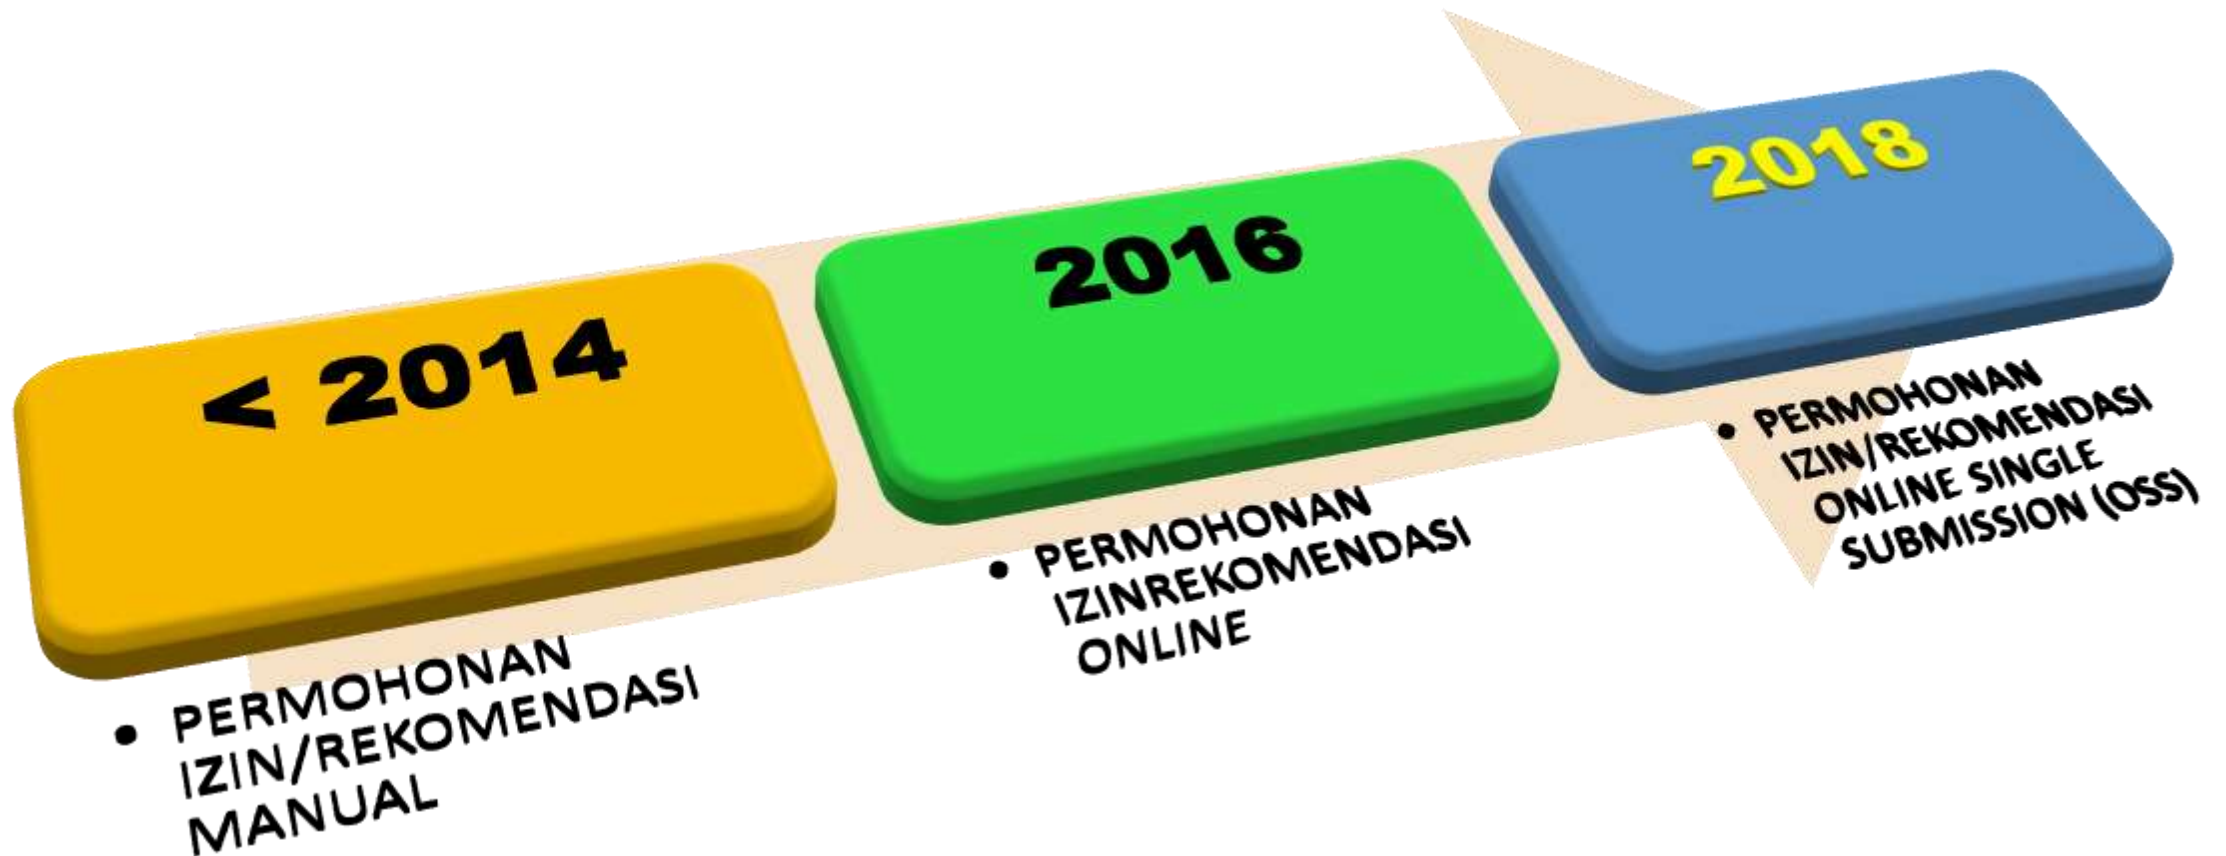 < 2014
• PERMOHONAN
IZIN/REKOMENDASI
MANUAL
2016
• PERMOHONAN
IZINREKOMENDASI
ONLINE
2018
• PERMOHONAN
IZIN/REKOMENDASI
ONLINE SINGLE
SUBMISSION (OSS)